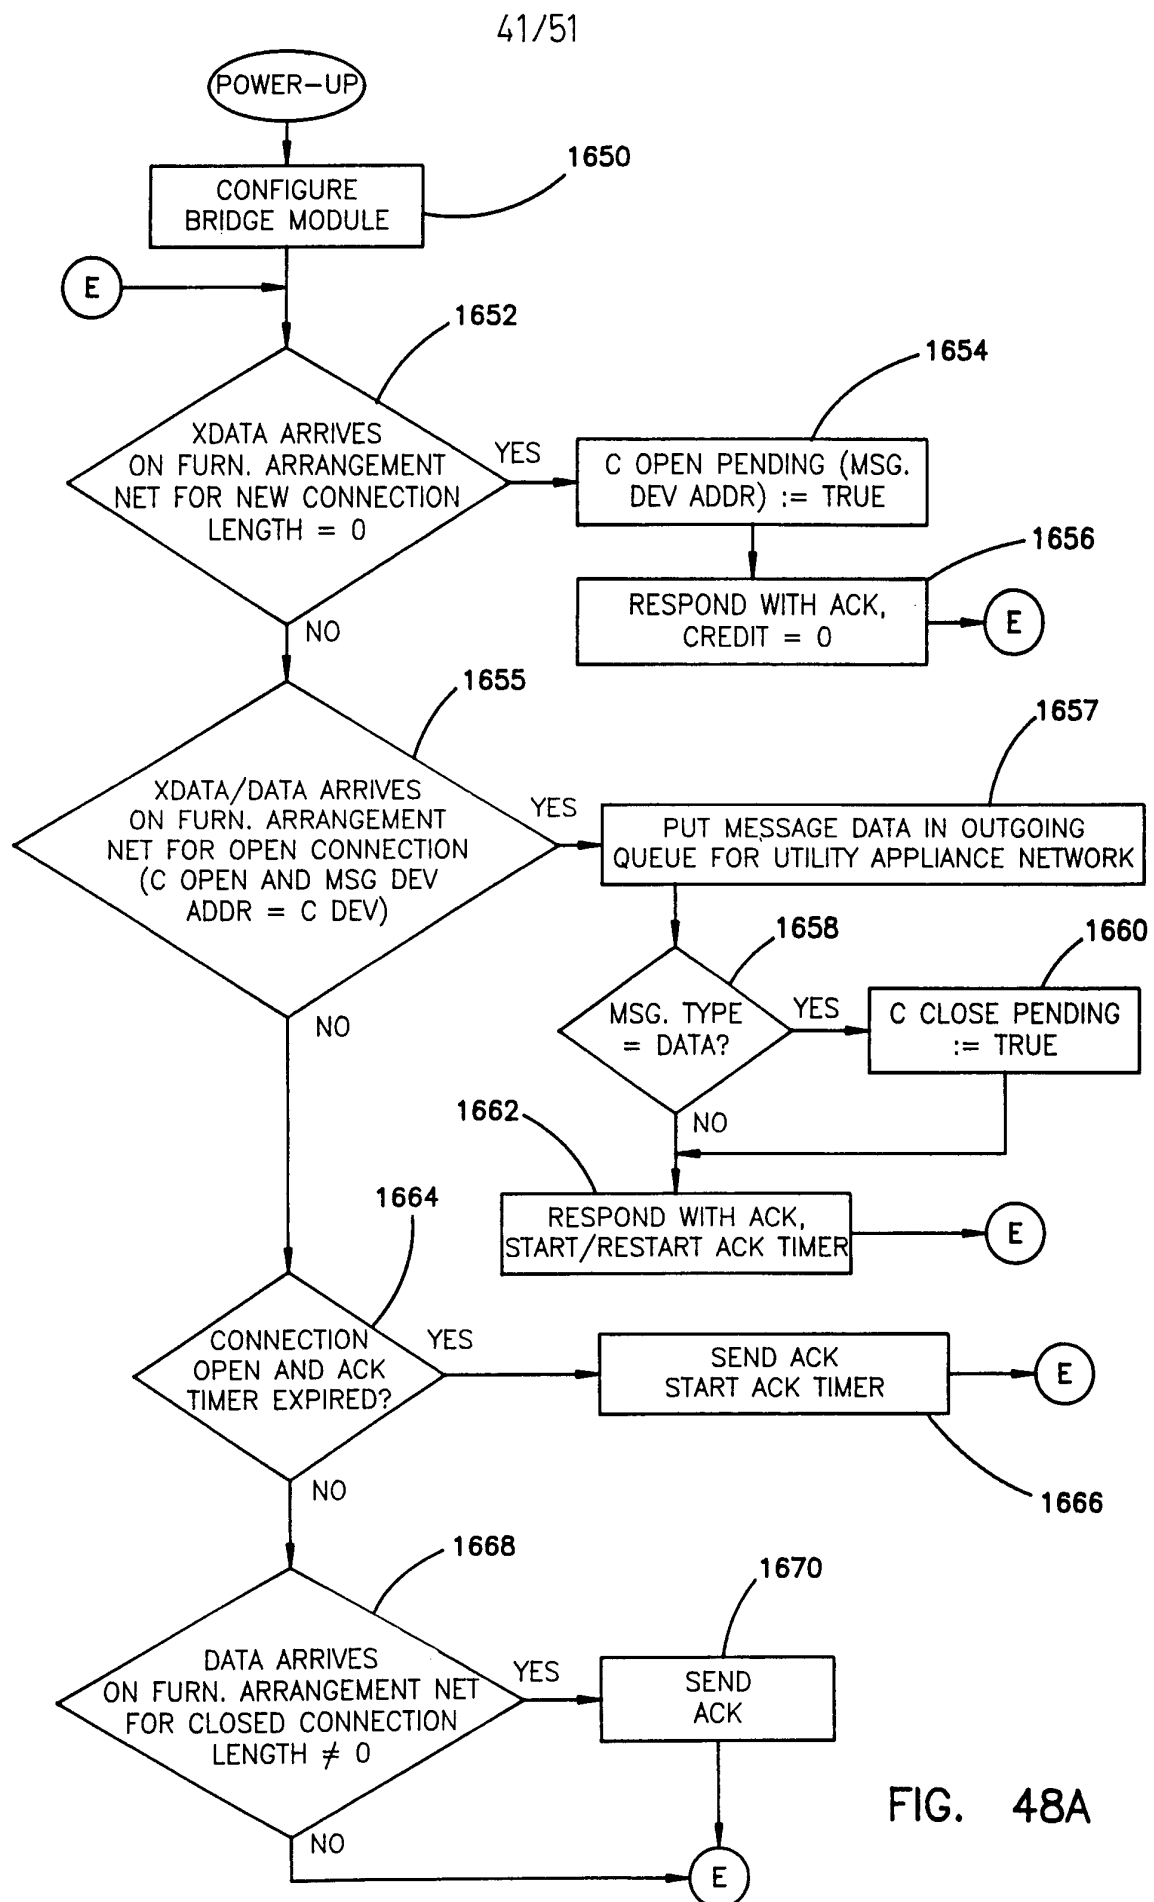 41/51
POWER-UP
1650
CONFIGURE
BRIDGE MODULE
E
1652
1654
XDATA ARRIVES
ON FURN. ARRANGEMENT
NET FOR NEW CONNECTION
LENGTH = 0
YES
C OPEN PENDING (MSG.
DEV ADDR) := TRUE
1656
RESPOND WITH ACK,
CREDIT = 0
E
NO
1655
1657
XDATA/DATA ARRIVES
ON FURN. ARRANGEMENT
NET FOR OPEN CONNECTION
(C OPEN AND MSG DEV
ADDR = C DEV)
YES
PUT MESSAGE DATA IN OUTGOING
QUEUE FOR UTILITY APPLIANCE NETWORK
1658
1660
NO
MSG. TYPE
= DATA?
YES
C CLOSE PENDING
:= TRUE
1662
NO
1664
RESPOND WITH ACK,
START/RESTART ACK TIMER
E
CONNECTION
OPEN AND ACK
TIMER EXPIRED?
YES
SEND ACK
START ACK TIMER
E
NO
1666
1668
1670
DATA ARRIVES
ON FURN. ARRANGEMENT NET
FOR CLOSED CONNECTION
LENGTH ≠ 0
YES
SEND
ACK
NO
E
FIG. 48A